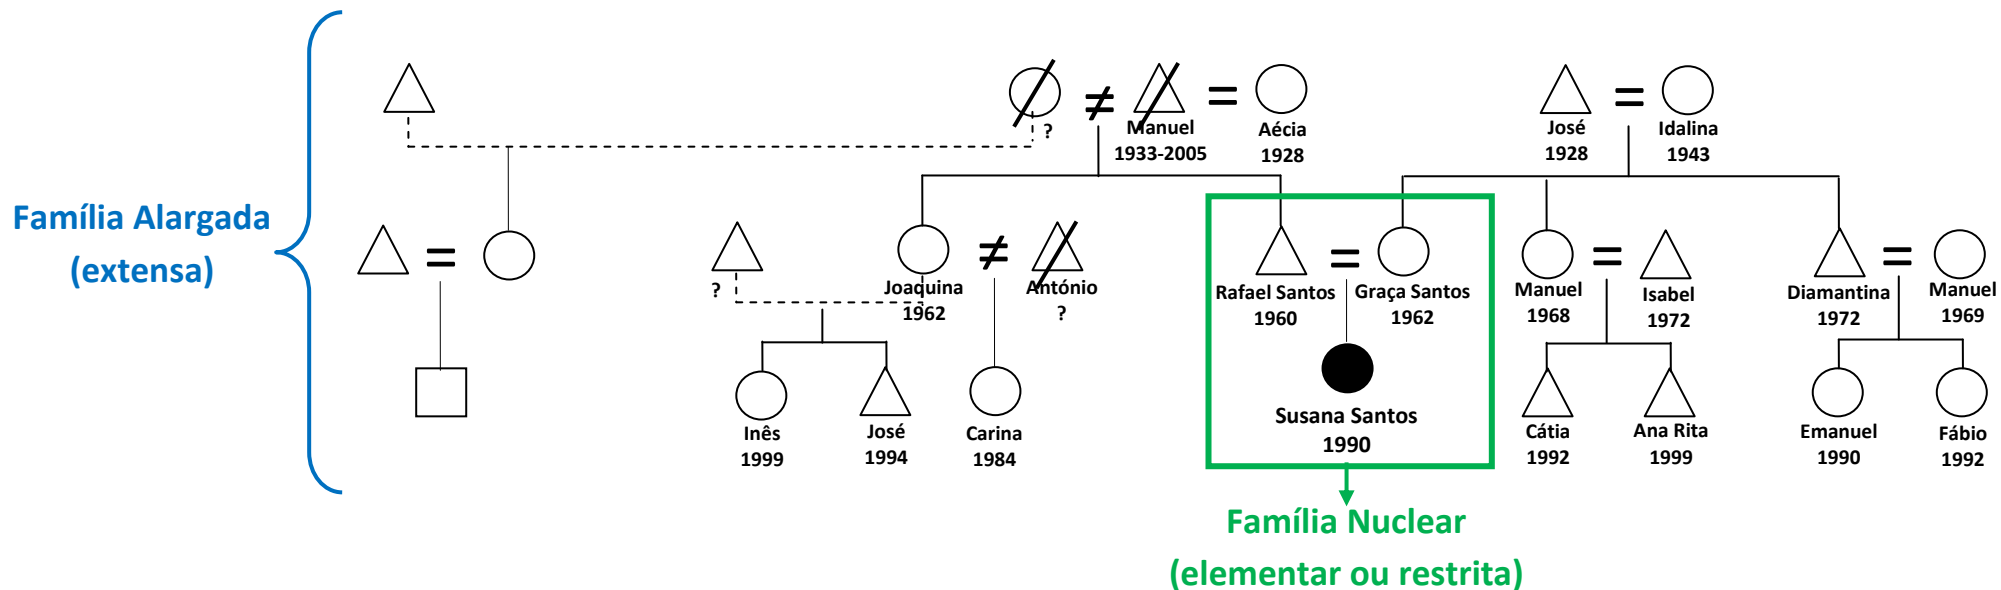 ?
Manuel
1933-2005
Aécia
1928
José
1928
Idalina
1943
Família Alargada
(extensa)
?
Joaquina
1962
António
?
Rafael Santos
1960
Graça Santos
1962
Manuel
1968
Isabel
1972
Diamantina
1972
Manuel
1969
Inês
1999
José
1994
Carina
1984
Susana Santos
1990
Cátia
1992
Ana Rita
1999
Emanuel
1990
Fábio
1992
Família Nuclear
(elementar ou restrita)